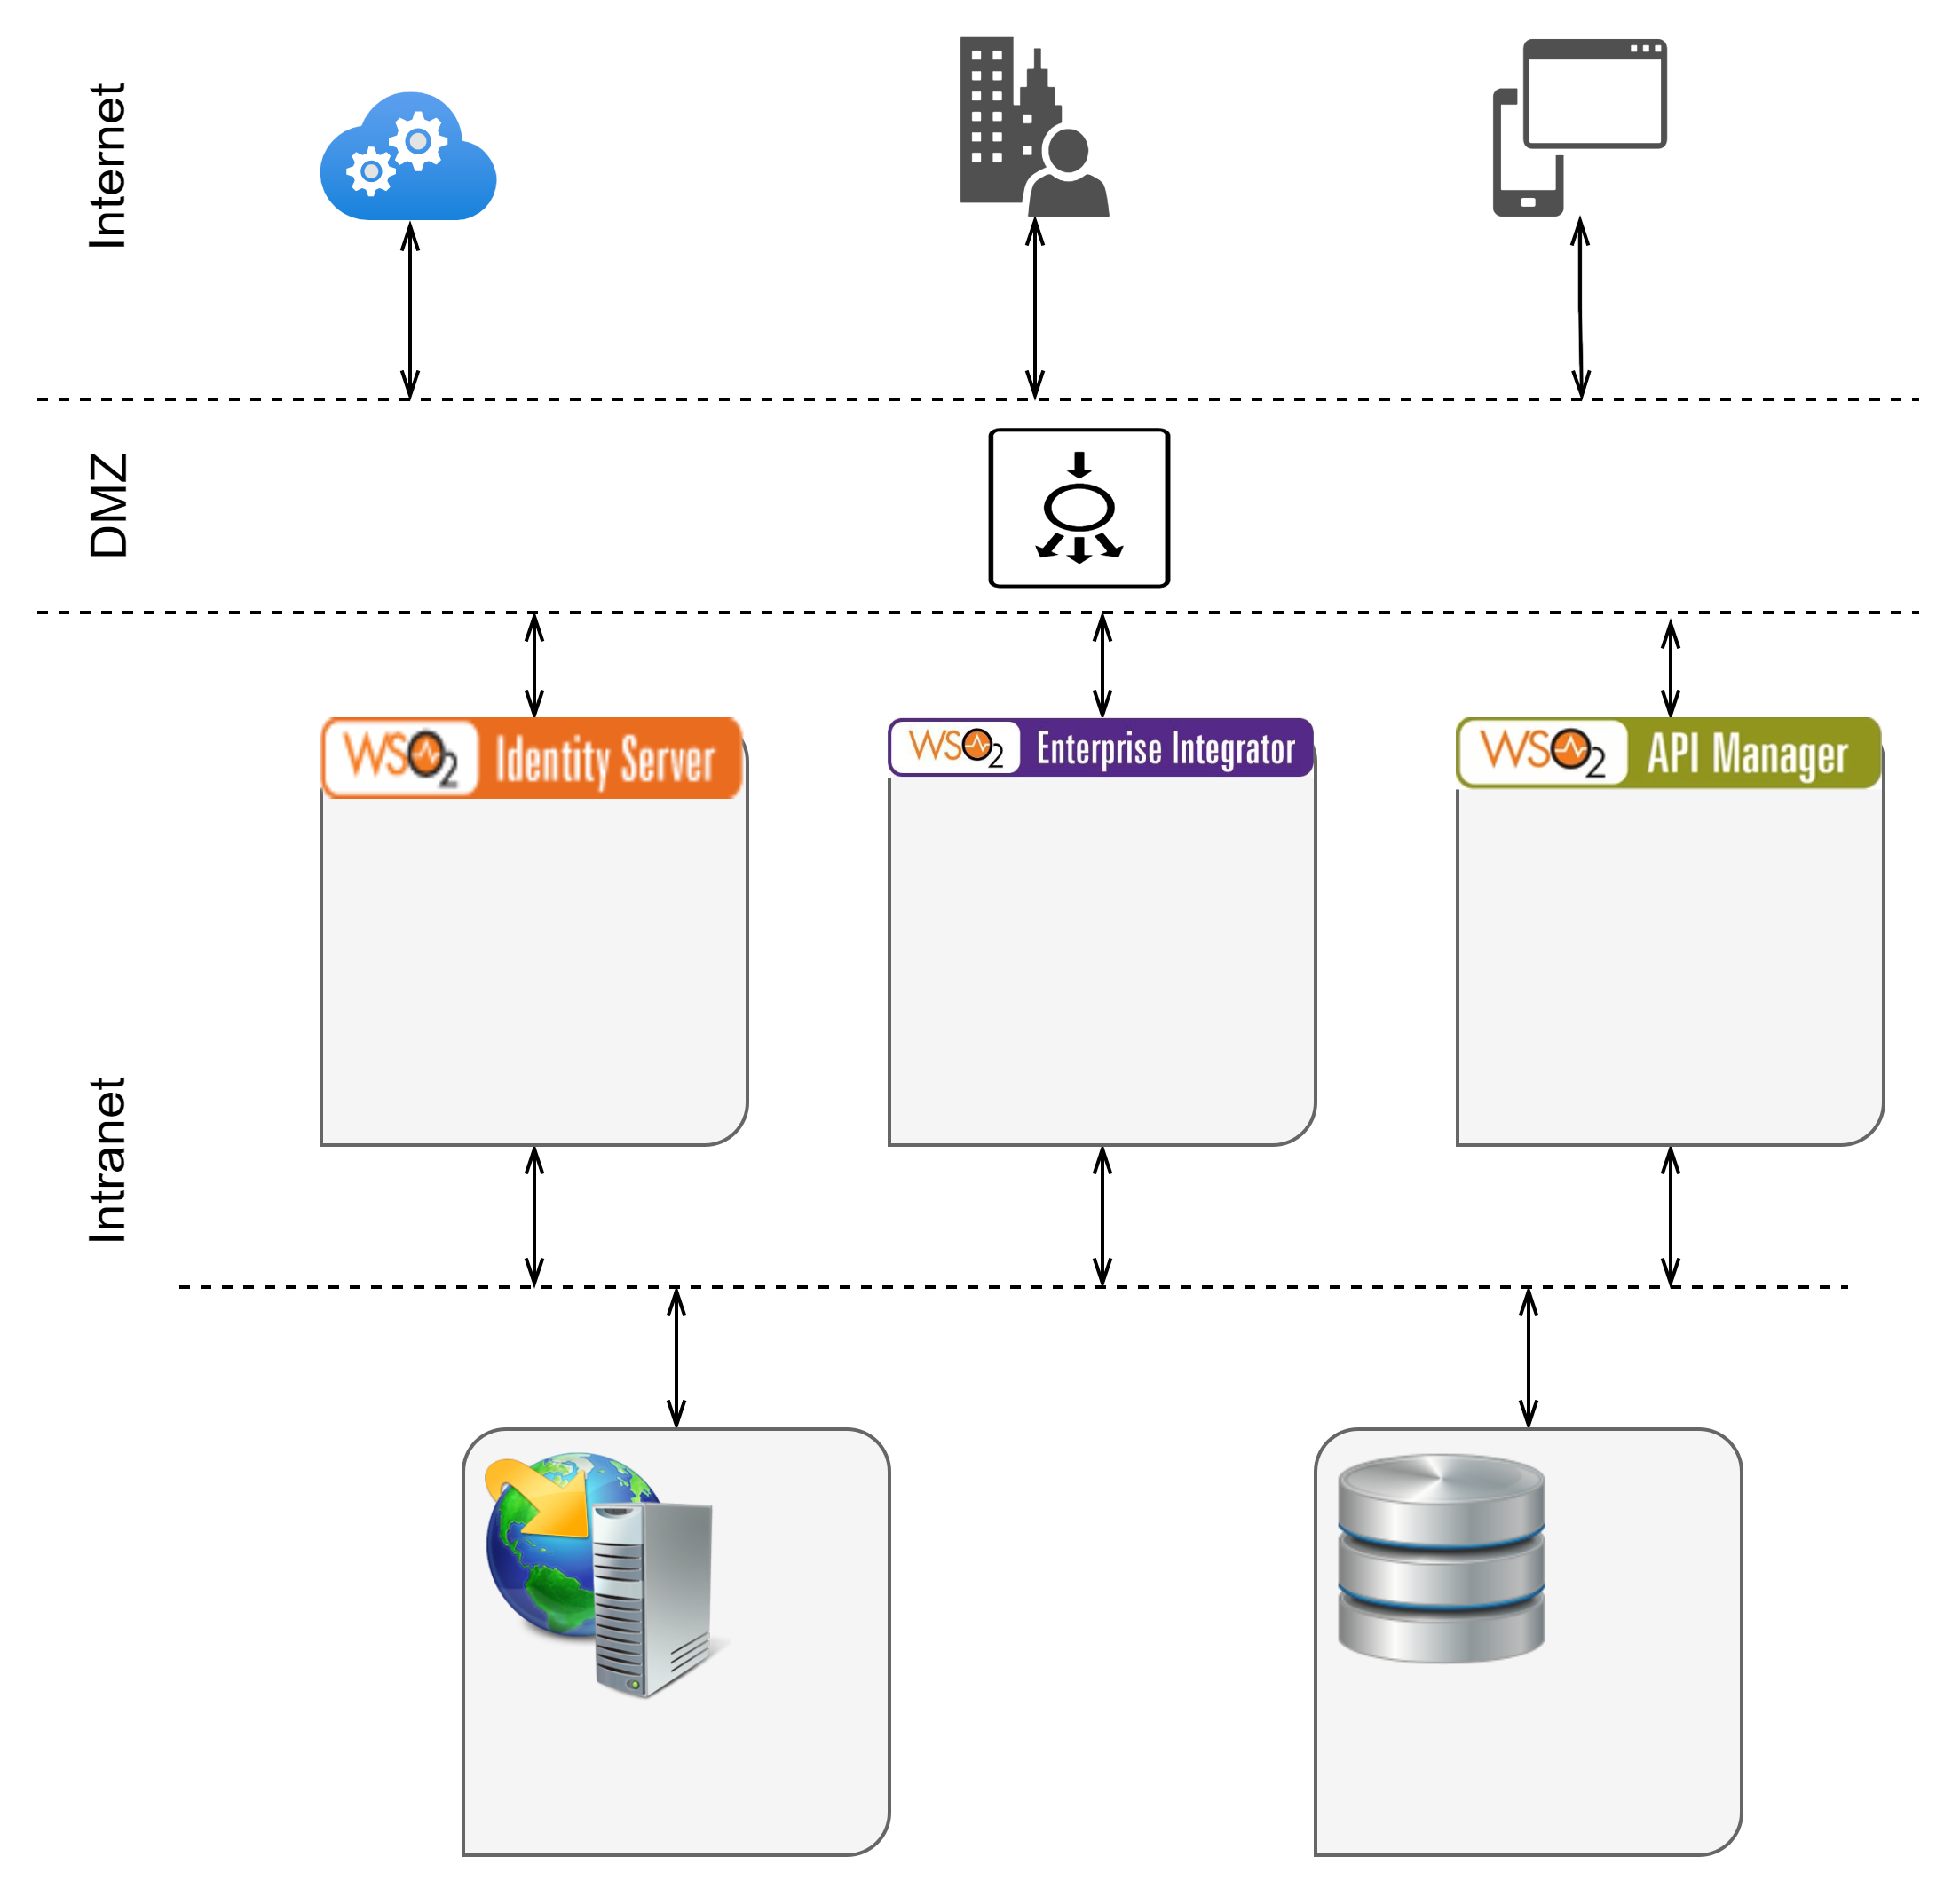 Internet
DMZ
WSO2 Identity Server
WSO2 Enterprise Integrator
WSO2 API Manager
Intranet